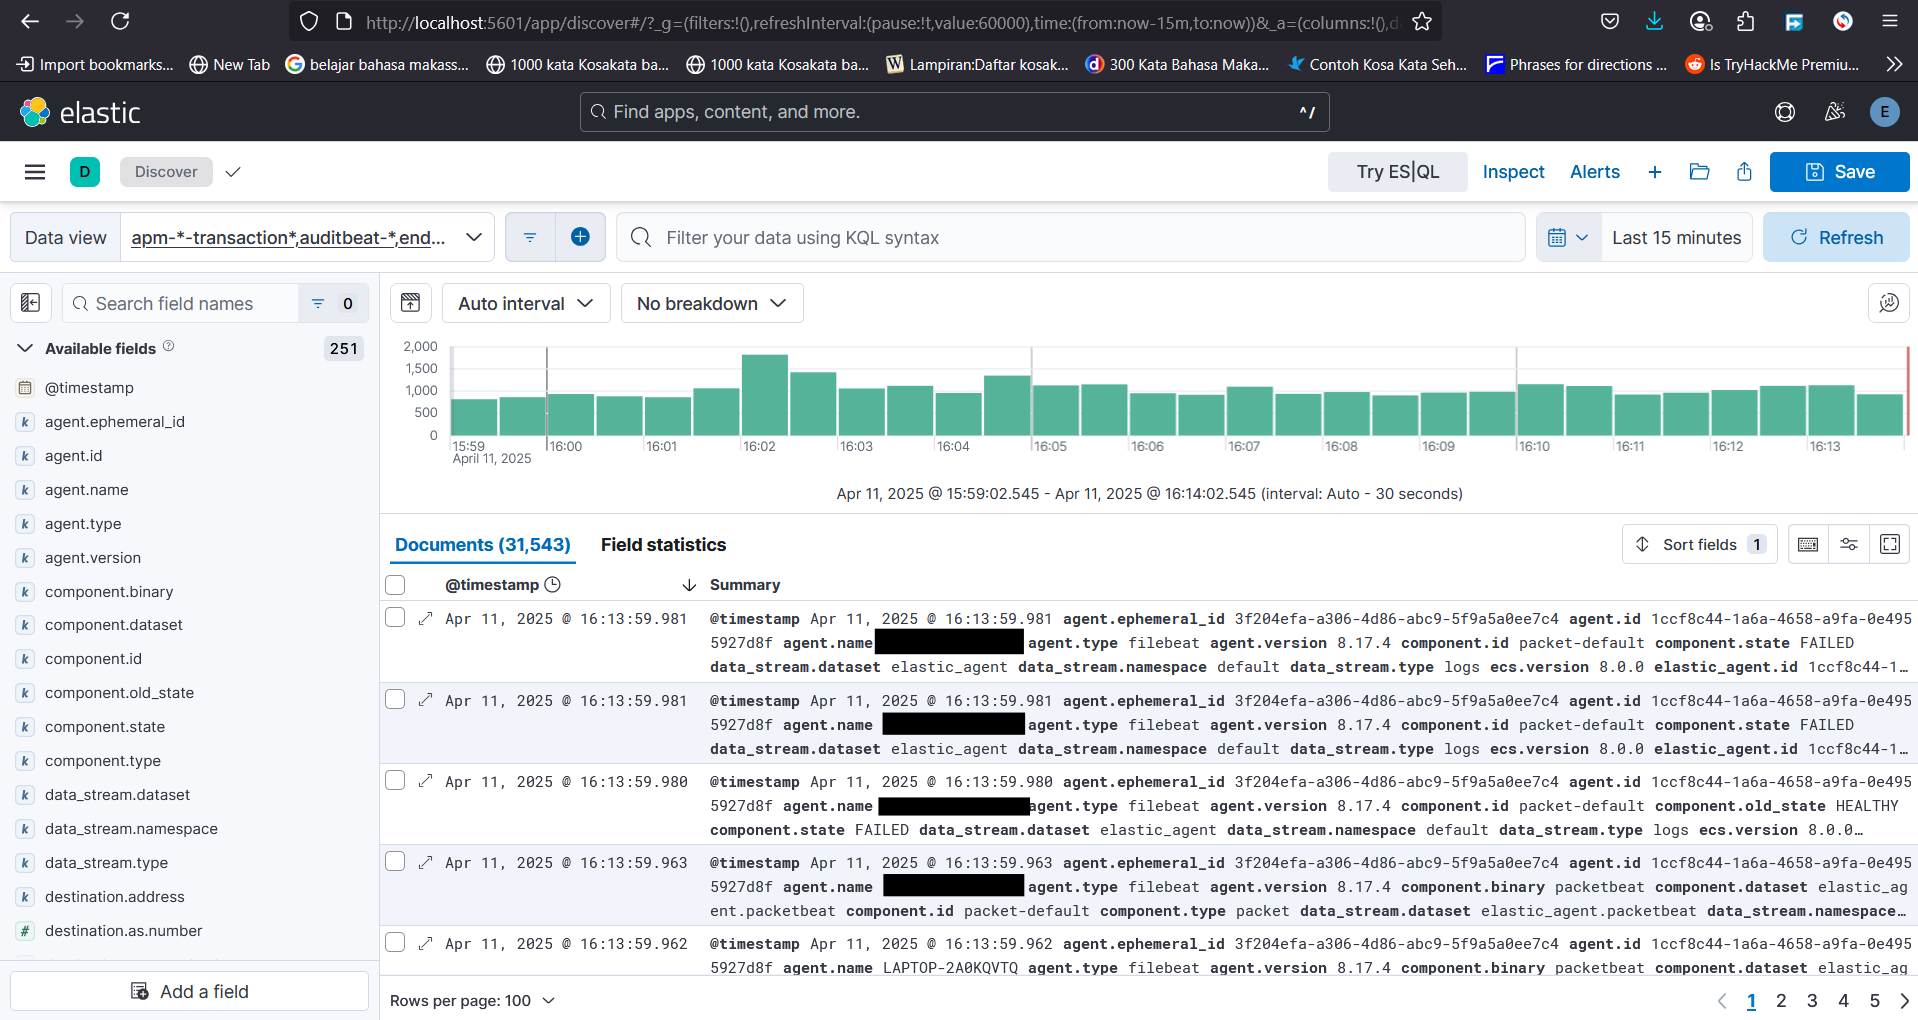 http://localhost:5601/app/discover#/?_g=(filters:!(),refreshInterval:(pause:!t,value:60000),time:(from:now-15m,to:now))&_a=(columns:!(),d
Import bookmarks... New Tab belajar bahasa makass... 1000 kata Kosakata ba... 1000 kata Kosakata ba... Lampiran:Daftar kosak... 300 Kata Bahasa Maka... Contoh Kosa Kata Seh... Phrases for directions ... Is TryHackMe Premiu...
elastic Find apps, content, and more. ^/ E
D Discover Try ES|QL Inspect Alerts Save
Data view apm-*-transaction*,auditbeat-*,end... Filter your data using KQL syntax Last 15 minutes Refresh
Search field names 0
Auto interval No breakdown
Available fields 251
@timestamp
agent.ephemeral_id
agent.id
agent.name
agent.type
agent.version
component.binary
component.dataset
component.id
component.old_state
component.state
component.type
data_stream.dataset
data_stream.namespace
data_stream.type
destination.address
destination.as.number
Add a field
2,000
1,500
1,000
500
0
15:59 16:00 16:01 16:02 16:03 16:04 16:05 16:06 16:07 16:08 16:09 16:10 16:11 16:12 16:13
April 11, 2025
Apr 11, 2025 @ 15:59:02.545 - Apr 11, 2025 @ 16:14:02.545 (interval: Auto - 30 seconds)
Documents (31,543) Field statistics Sort fields 1
@timestamp Summary
Apr 11, 2025 @ 16:13:59.981 @timestamp Apr 11, 2025 @ 16:13:59.981 agent.ephemeral_id 3f204efa-a306-4d86-abc9-5f9a5a0ee7c4 agent.id 1ccf8c44-1a6a-4658-a9fa-0e495
5927d8f agent.name agent.type filebeat agent.version 8.17.4 component.id packet-default component.state FAILED
data_stream.dataset elastic_agent data_stream.namespace default data_stream.type logs ecs.version 8.0.0 elastic_agent.id 1ccf8c44-1...
Apr 11, 2025 @ 16:13:59.981 @timestamp Apr 11, 2025 @ 16:13:59.981 agent.ephemeral_id 3f204efa-a306-4d86-abc9-5f9a5a0ee7c4 agent.id 1ccf8c44-1a6a-4658-a9fa-0e495
5927d8f agent.name agent.type filebeat agent.version 8.17.4 component.id packet-default component.state FAILED
data_stream.dataset elastic_agent data_stream.namespace default data_stream.type logs ecs.version 8.0.0 elastic_agent.id 1ccf8c44-1...
Apr 11, 2025 @ 16:13:59.980 @timestamp Apr 11, 2025 @ 16:13:59.980 agent.ephemeral_id 3f204efa-a306-4d86-abc9-5f9a5a0ee7c4 agent.id 1ccf8c44-1a6a-4658-a9fa-0e495
5927d8f agent.name agent.type filebeat agent.version 8.17.4 component.id packet-default component.old_state HEALTHY
component.state FAILED data_stream.dataset elastic_agent data_stream.namespace default data_stream.type logs ecs.version 8.0.0...
Apr 11, 2025 @ 16:13:59.963 @timestamp Apr 11, 2025 @ 16:13:59.963 agent.ephemeral_id 3f204efa-a306-4d86-abc9-5f9a5a0ee7c4 agent.id 1ccf8c44-1a6a-4658-a9fa-0e495
5927d8f agent.name agent.type filebeat agent.version 8.17.4 component.binary packetbeat component.dataset elastic_ag
ent.packetbeat component.id packet-default component.type packet data_stream.dataset elastic_agent.packetbeat data_stream.namespace...
Apr 11, 2025 @ 16:13:59.962 @timestamp Apr 11, 2025 @ 16:13:59.962 agent.ephemeral_id 3f204efa-a306-4d86-abc9-5f9a5a0ee7c4 agent.id 1ccf8c44-1a6a-4658-a9fa-0e495
5927d8f agent.name LAPTOP-2A0KQVTQ agent.type filebeat agent.version 8.17.4 component.binary packetbeat component.dataset elastic_ag
Rows per page: 100 1 2 3 4 5